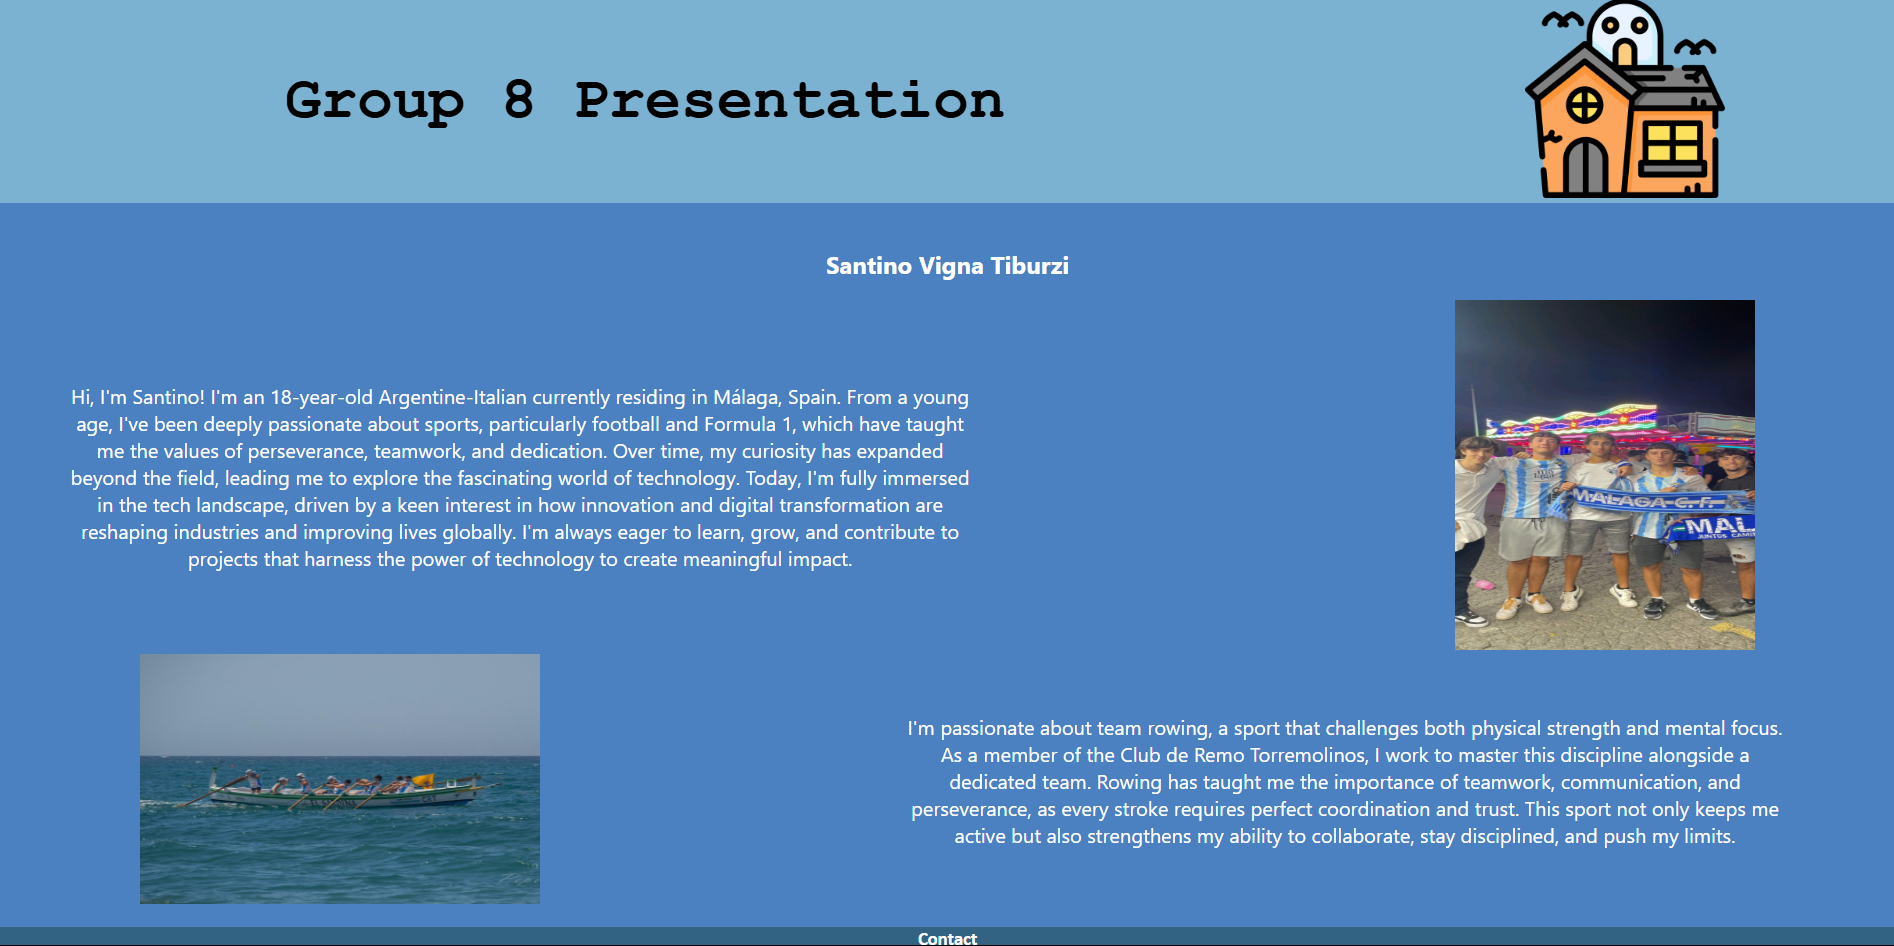 Group 8 Presentation
Santino Vigna Tiburzi
Hi, I'm Santino! I'm an 18-year-old Argentine-Italian currently residing in Málaga, Spain. From a young
age, I've been deeply passionate about sports, particularly football and Formula 1, which have taught
me the values of perseverance, teamwork, and dedication. Over time, my curiosity has expanded
beyond the field, leading me to explore the fascinating world of technology. Today, I'm fully immersed
in the tech landscape, driven by a keen interest in how innovation and digital transformation are
reshaping industries and improving lives globally. I'm always eager to learn, grow, and contribute to
projects that harness the power of technology to create meaningful impact.
MALAGA C.F.
MAL
JUNTOS
I'm passionate about team rowing, a sport that challenges both physical strength and mental focus.
As a member of the Club de Remo Torremolinos, I work to master this discipline alongside a
dedicated team. Rowing has taught me the importance of teamwork, communication, and
perseverance, as every stroke requires perfect coordination and trust. This sport not only keeps me
active but also strengthens my ability to collaborate, stay disciplined, and push my limits.
Contact